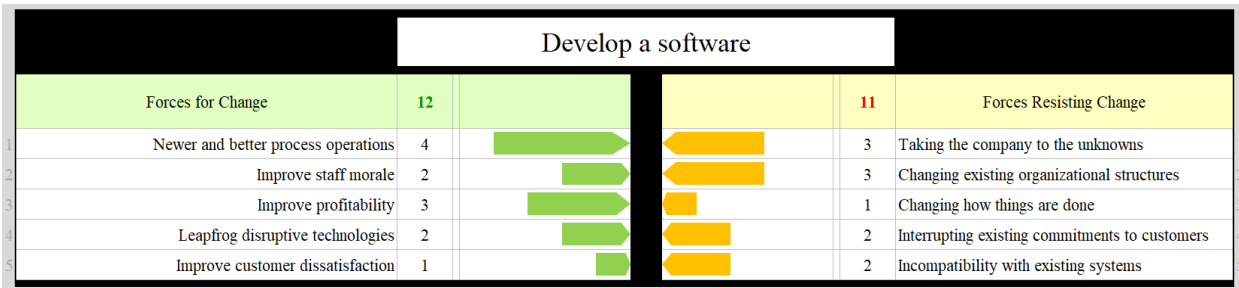 Develop a software
Forces for Change 12 11 Forces Resisting Change
1 Newer and better process operations 4 3 Taking the company to the unknowns
2 Improve staff morale 2 3 Changing existing organizational structures
3 Improve profitability 3 1 Changing how things are done
4 Leapfrog disruptive technologies 2 2 Interrupting existing commitments to customers
5 Improve customer dissatisfaction 1 2 Incompatibility with existing systems